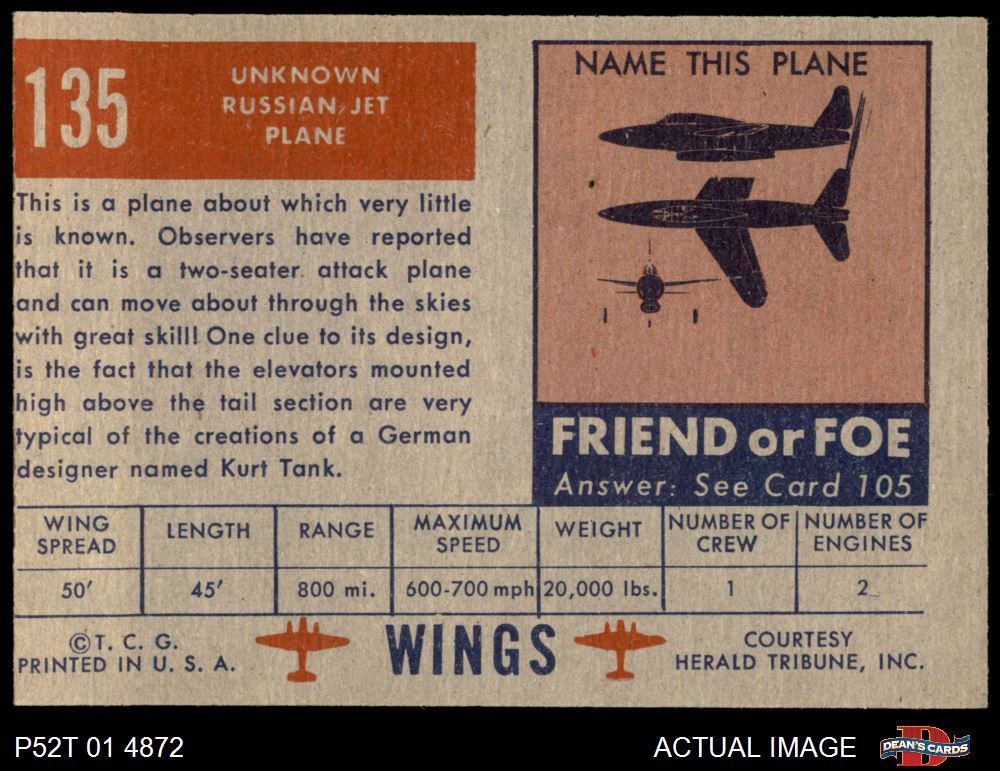 135
UNKNOWN
RUSSIAN JET
PLANE
This is a plane about which very little
is known. Observers have reported
that it is a two-seater attack plane
and can move about through the skies
with great skill! One clue to its design,
is the fact that the elevators mounted
high above the tail section are very
typical of the creations of a German
designer named Kurt Tank.
NAME THIS PLANE
FRIEND or FOE
Answer: See Card 105
WING SPREAD LENGTH RANGE MAXIMUM SPEED WEIGHT NUMBER OF CREW NUMBER OF ENGINES
50' 45' 800 mi. 600-700 mph 20,000 lbs. 1 2
© T. C. G.
PRINTED IN U. S. A.
WINGS
COURTESY
HERALD TRIBUNE, INC.
P52T 01 4872
ACTUAL IMAGE
DEAN'S CARDS